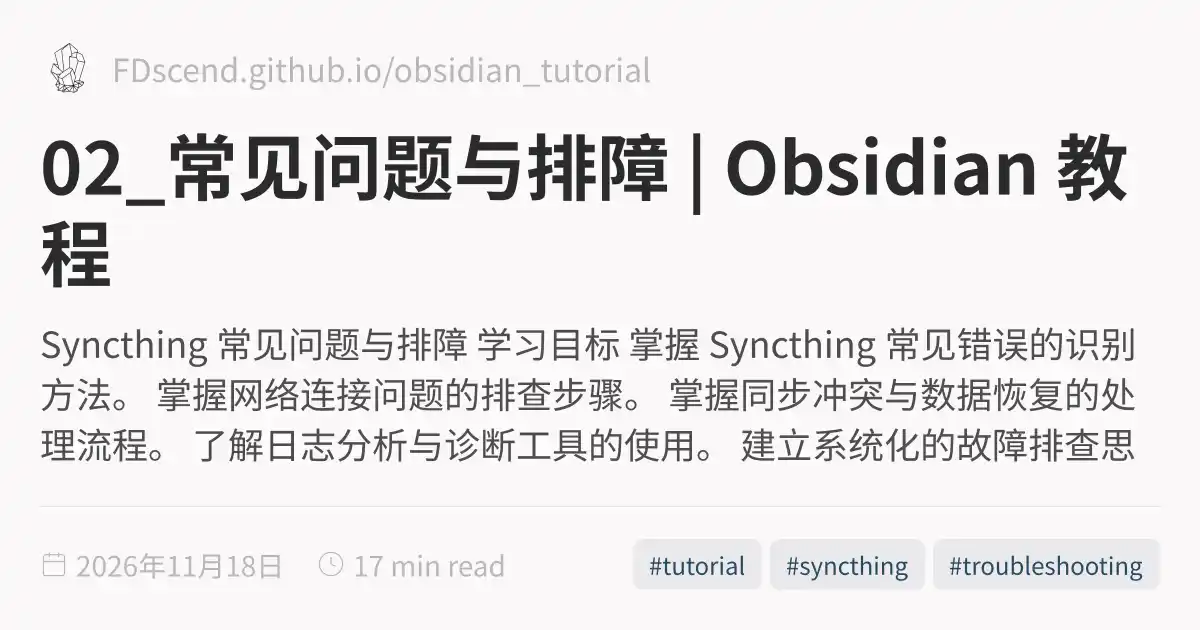 FDscend.github.io/obsidian_tutorial
02_常见问题与排障 | Obsidian 教
程
Syncthing 常见问题与排障 学习目标 掌握 Syncthing 常见错误的识别
方法。 掌握网络连接问题的排查步骤。 掌握同步冲突与数据恢复的处
理流程。 了解日志分析与诊断工具的使用。 建立系统化的故障排查思
2026年11月18日 17 min read #tutorial #syncthing #troubleshooting